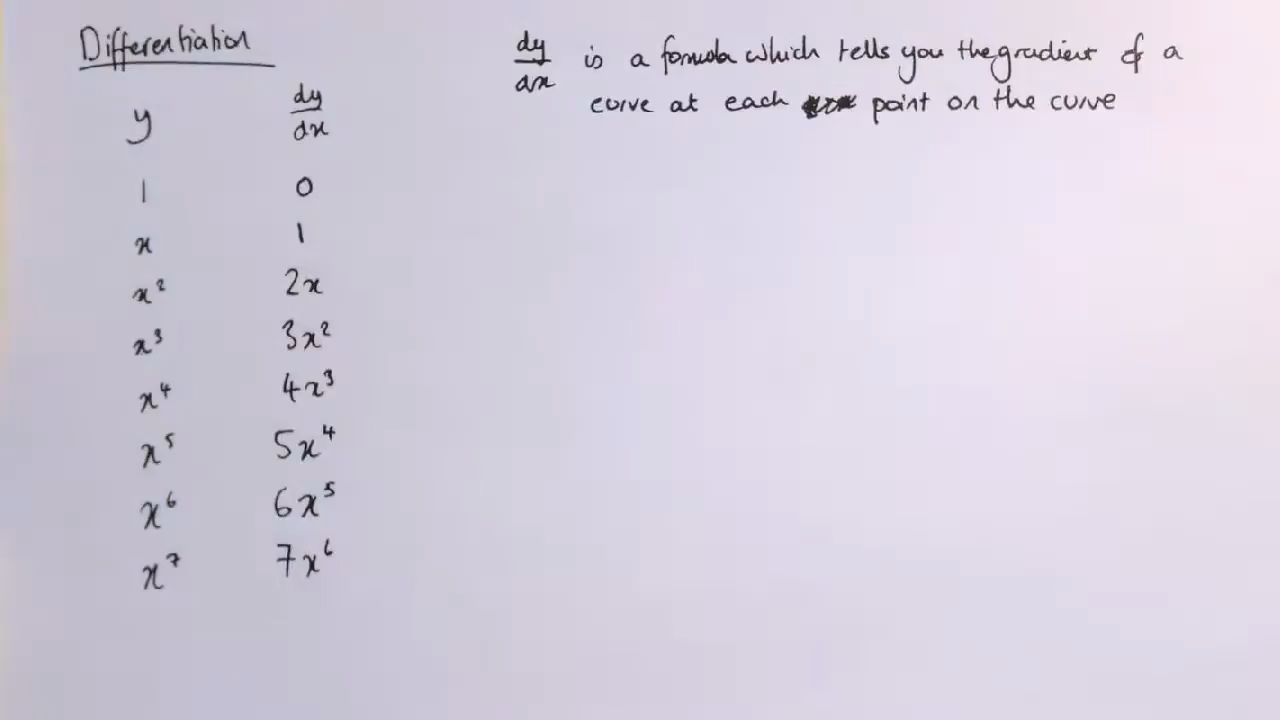 Differentiation
dy/dx is a formula which tells you the gradient of a
curve at each point on the curve
y dy/dx
1 0
x 1
x² 2x
x³ 3x²
x⁴ 4x³
x⁵ 5x⁴
x⁶ 6x⁵
x⁷ 7x⁶